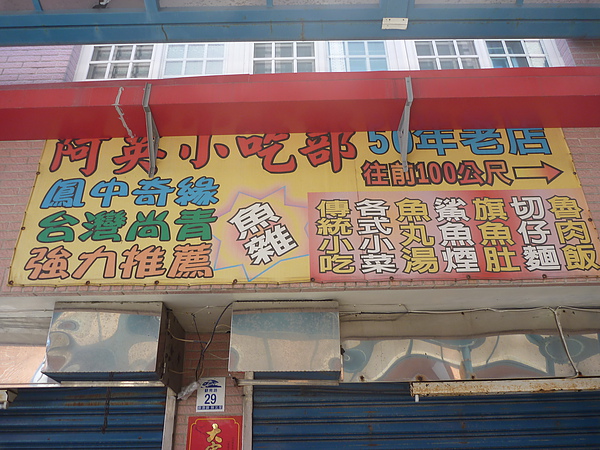 阿英小吃部
50年老店
往前100公尺
鳳中奇緣
台灣尚青
強力推薦
魚雜
傳統小吃
各式小菜
魚丸湯
鯊魚煙
旗魚肚
切仔麵
魯肉飯
29